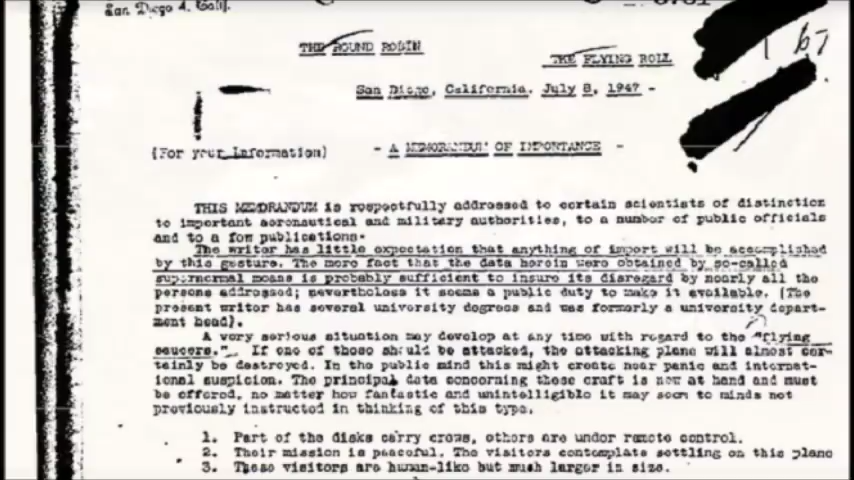 San Diego 4, Calif.
THE ROUND ROBIN
THE FLYING ROLL
San Diego, California. July 8, 1947 -
(For your Information)
- A MEMORANDUM OF IMPORTANCE -
THIS MEMORANDUM is respectfully addressed to certain scientists of distinction
to important aeronautical and military authorities, to a number of public officials
and to a few publications.
The writer has little expectation that anything of import will be accomplished
by this gesture. The mere fact that the data herein were obtained by so-called
supernormal means is probably sufficient to insure its disregard by nearly all the
persons addressed; nevertheless it seems a public duty to make it available. (The
present writer has several university degrees and was formerly a university depart-
ment head).
A very serious situation may develop at any time with regard to the "flying
saucers." If one of these should be attacked, the attacking plane will almost cer-
tainly be destroyed. In the public mind this might create near panic and internat-
ional suspicion. The principal data concerning these craft is now at hand and must
be offered, no matter how fantastic and unintelligible it may seem to minds not
previously instructed in thinking of this type.
1. Part of the disks carry crews, others are under remote control.
2. Their mission is peaceful. The visitors contemplate settling on this plane
3. These visitors are human-like but much larger in size.